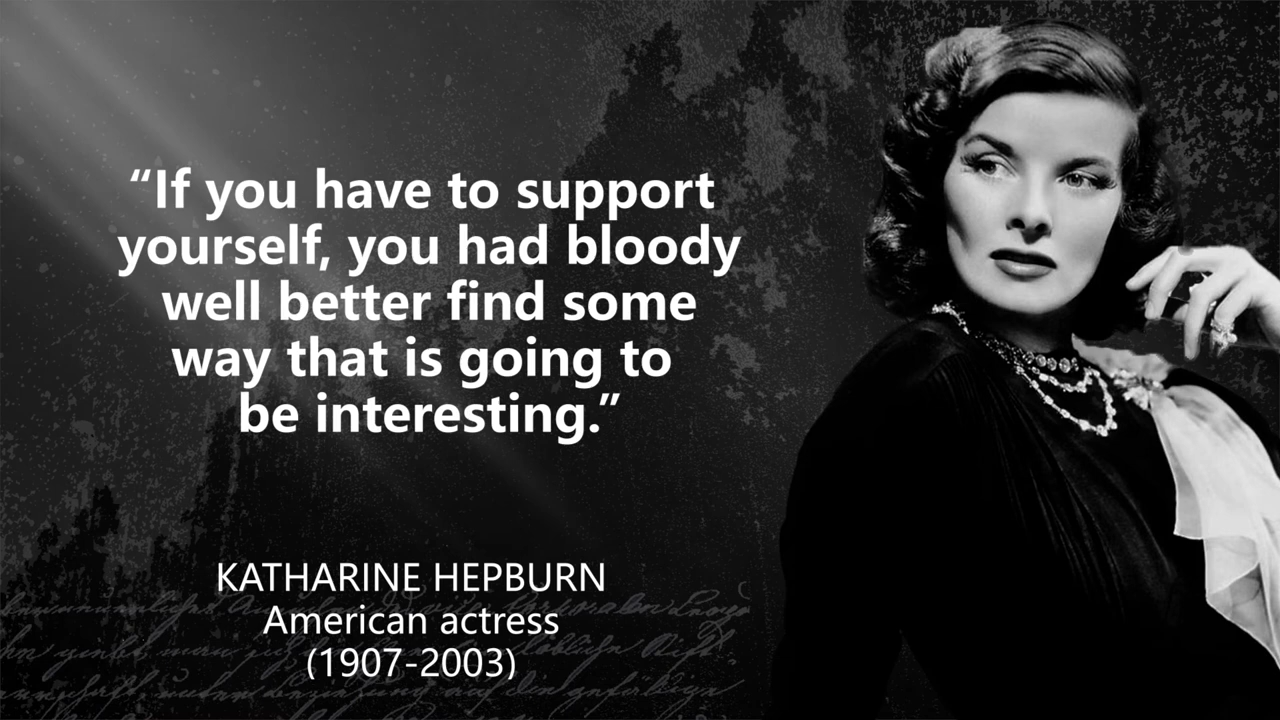 “If you have to support
yourself, you had bloody
well better find some
way that is going to
be interesting.”
KATHARINE HEPBURN
American actress
(1907-2003)